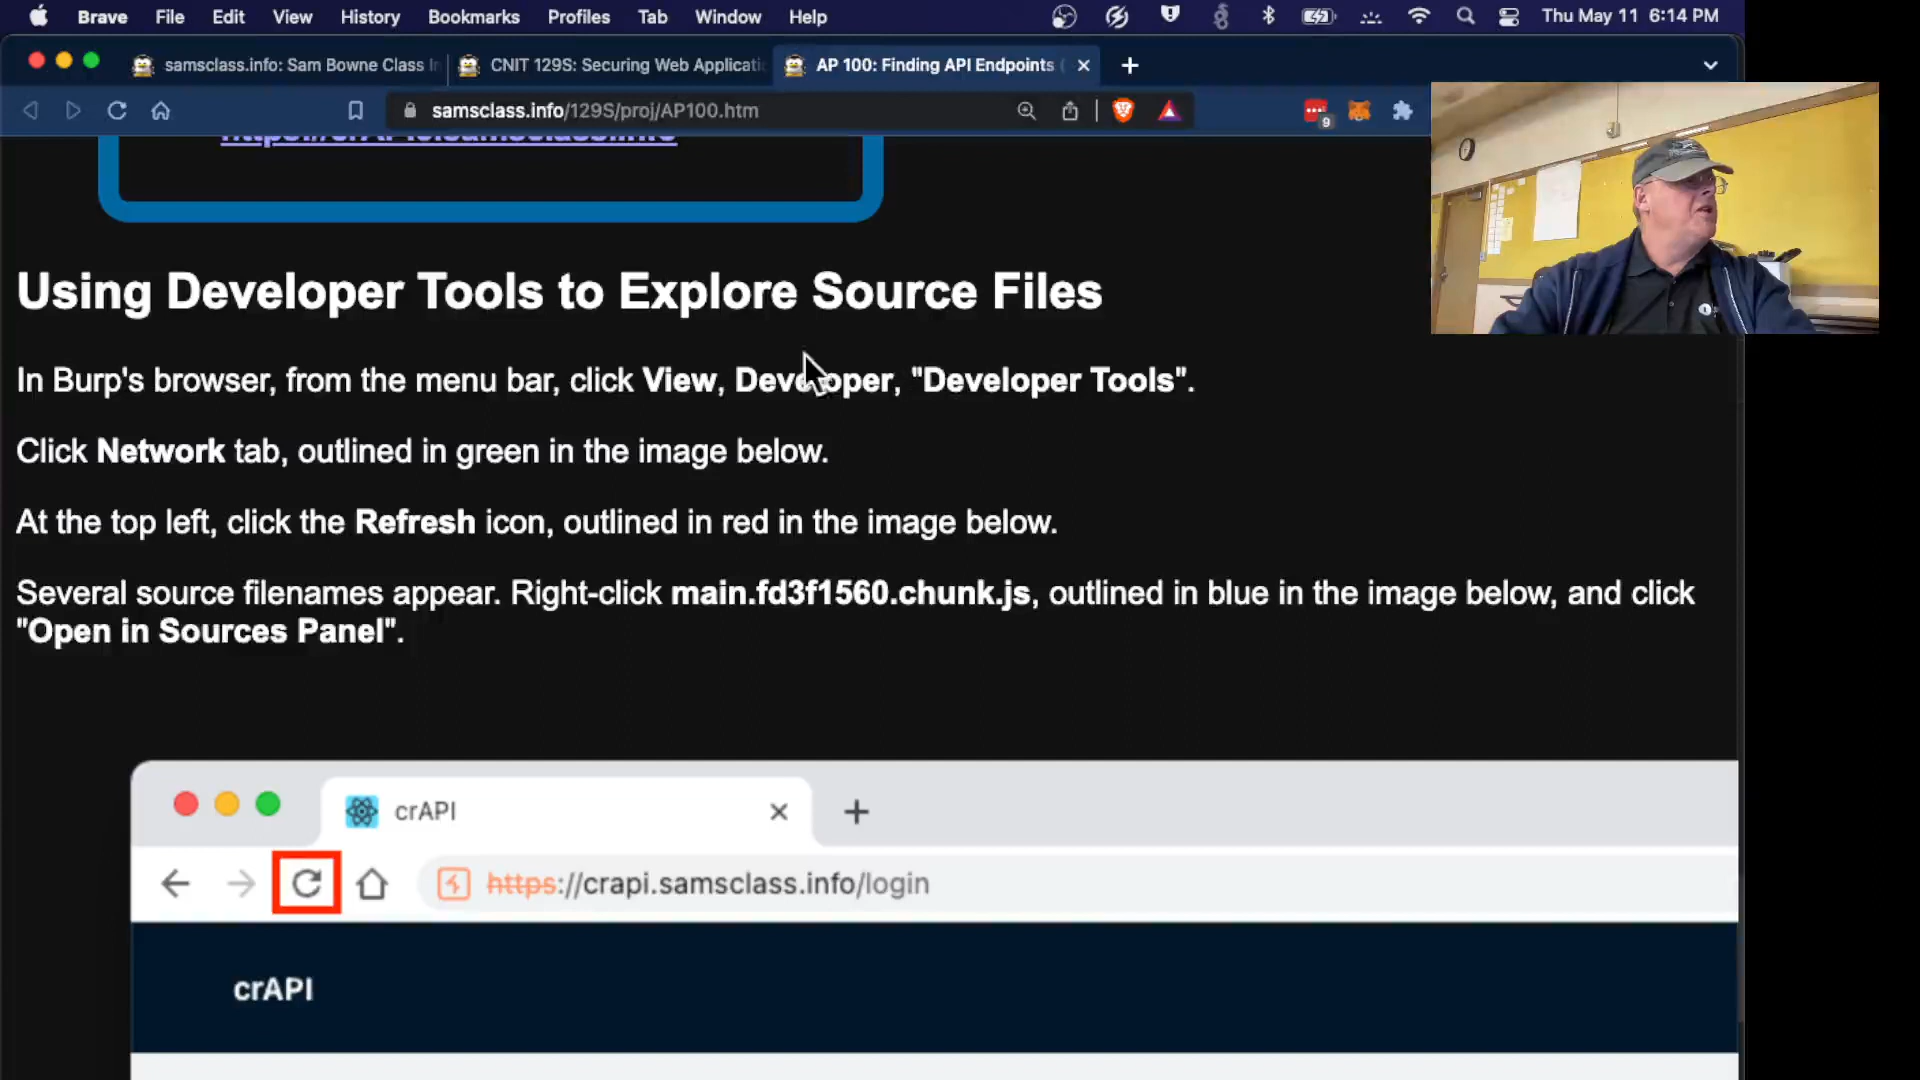 Brave File Edit View History Bookmarks Profiles Tab Window Help Thu May 11 6:14 PM
samsclass.info: Sam Bowne Class In
CNIT 129S: Securing Web Applicati
AP 100: Finding API Endpoints
samsclass.info/129S/proj/AP100.htm
9
Using Developer Tools to Explore Source Files
In Burp's browser, from the menu bar, click View, Developer, "Developer Tools".
Click Network tab, outlined in green in the image below.
At the top left, click the Refresh icon, outlined in red in the image below.
Several source filenames appear. Right-click main.fd3f1560.chunk.js, outlined in blue in the image below, and click
"Open in Sources Panel".
crAPI
https://crapi.samsclass.info/login
crAPI